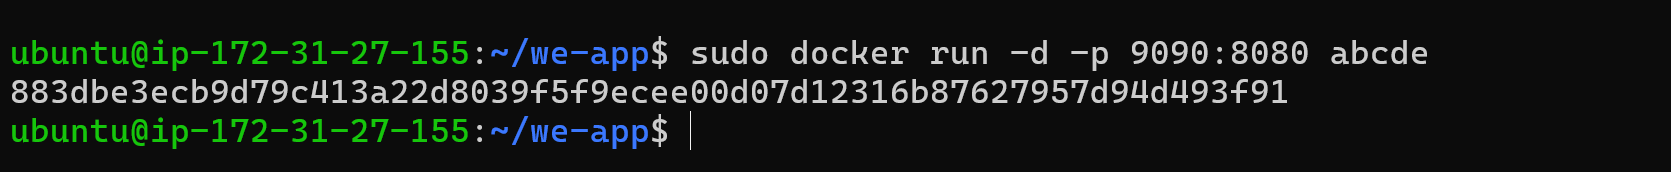 ubuntu@ip-172-31-27-155:~/we-app$ sudo docker run -d -p 9090:8080 abcde
883dbe3ecb9d79c413a22d8039f5f9ecee00d07d12316b87627957d94d493f91
ubuntu@ip-172-31-27-155:~/we-app$